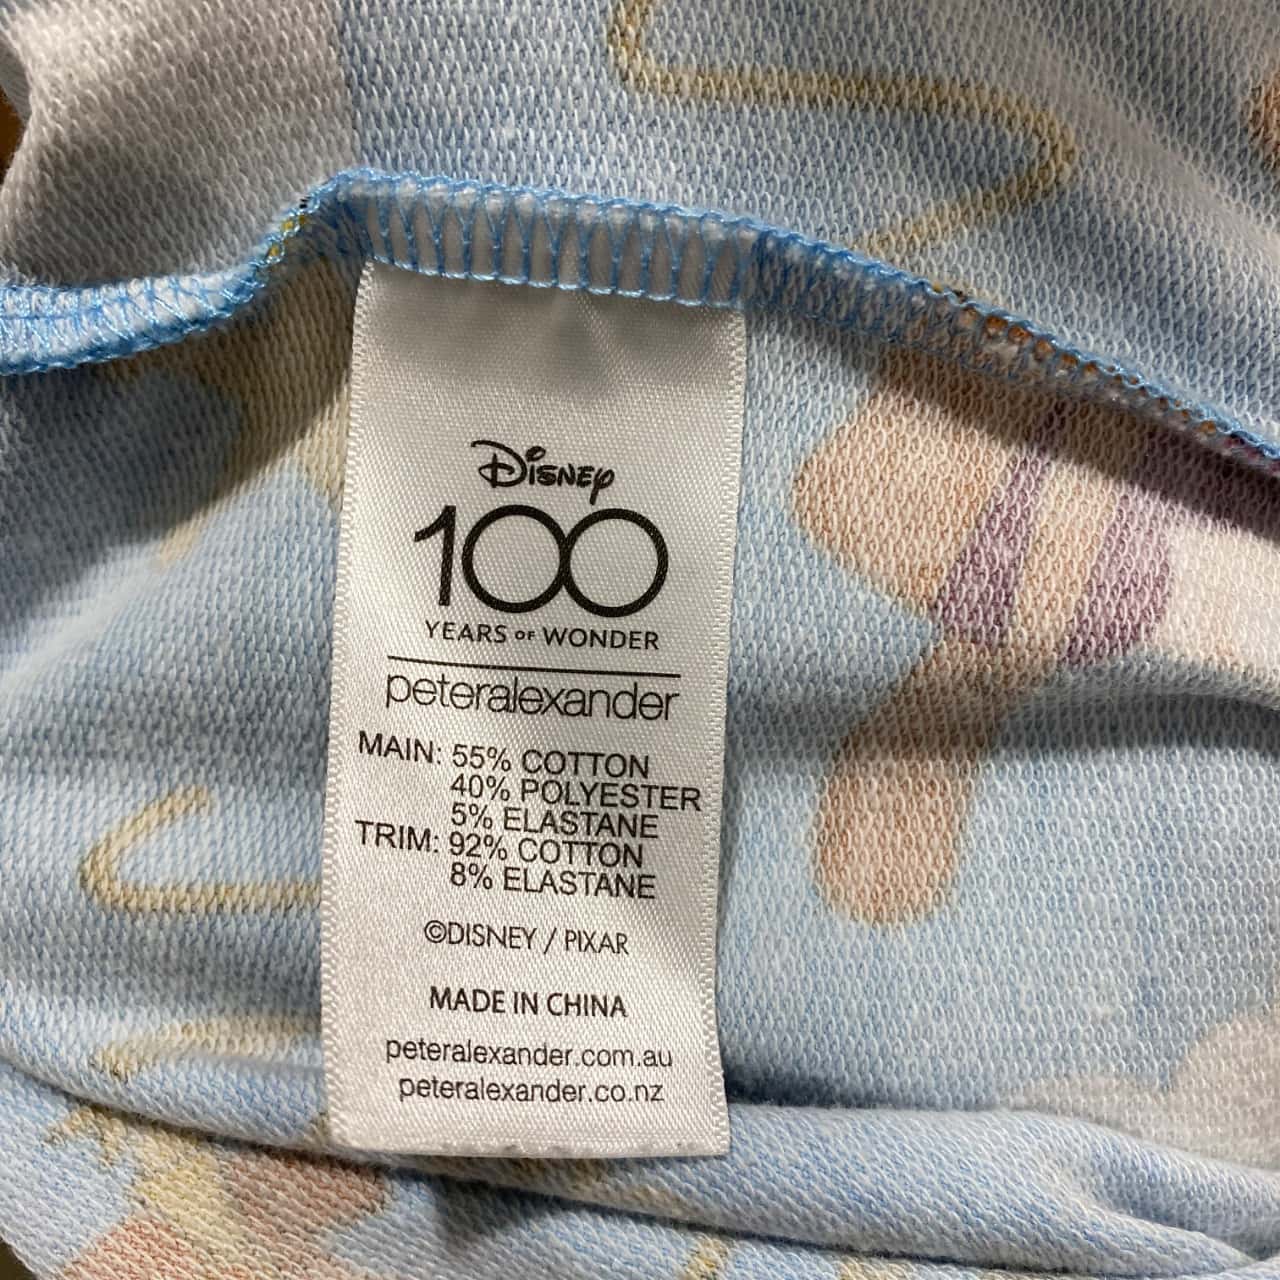 Disney
100
YEARS OF WONDER
peteralexander
MAIN: 55% COTTON
40% POLYESTER
5% ELASTANE
TRIM: 92% COTTON
8% ELASTANE
©DISNEY / PIXAR
MADE IN CHINA
peteralexander.com.au
peteralexander.co.nz